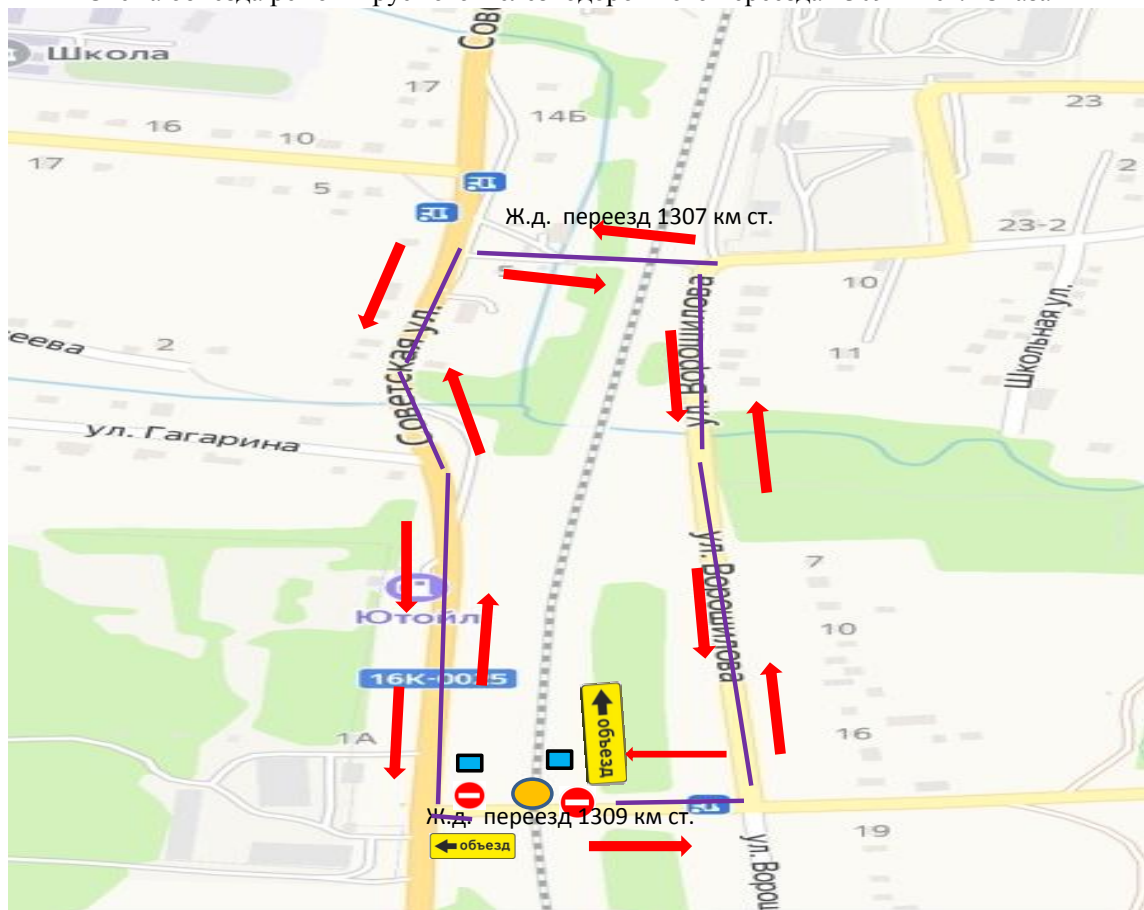 Сов
Школа
17
14Б
23
16
10
17
5
2
Ж.д. переезд 1307 км ст.
23-2
10
5
Школьная ул.
ул. Ворошилова
11
еева
2
Советская ул.
ул. Гагарина
7
ул. Ворошилова
Ютойл
10
16К-0025
объезд
1А
16
Ж.д. переезд 1309 км ст.
объезд
19
ул. Воро